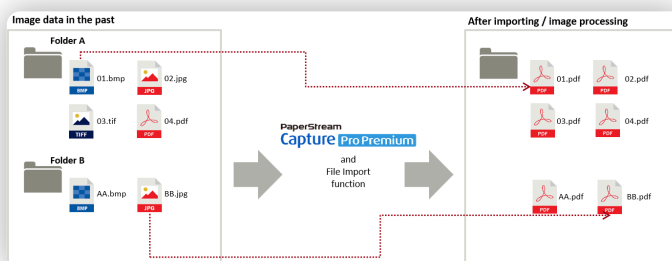 Image data in the past
Folder A
01.bmp
BMP
02.jpg
JPG
03.tif
TIFF
04.pdf
PDF
Folder B
AA.bmp
BMP
BB.jpg
JPG
PaperStream
Capture Pro Premium
and
File Import
function
After importing / image processing
01.pdf
PDF
02.pdf
PDF
03.pdf
PDF
04.pdf
PDF
AA.pdf
PDF
BB.pdf
PDF